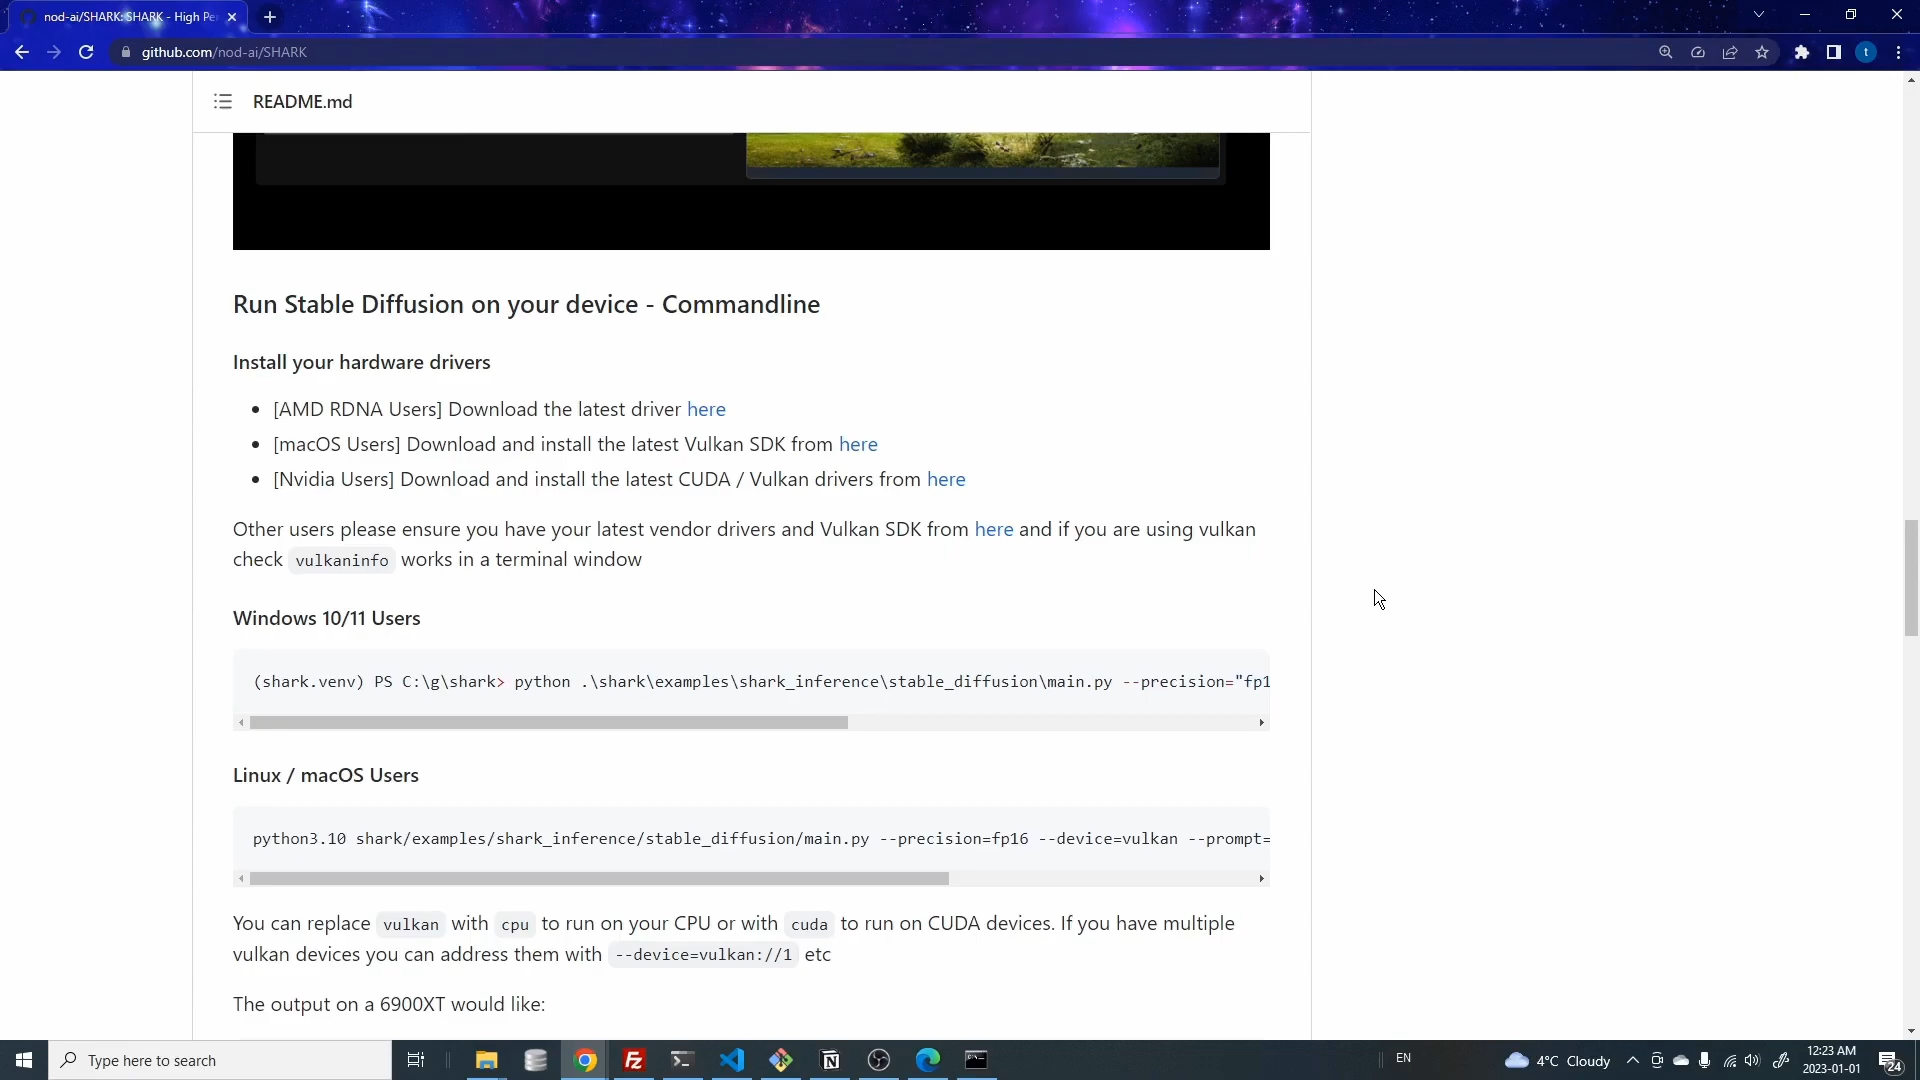 nod-ai/SHARK: SHARK - High Pe
github.com/nod-ai/SHARK
t
README.md
Run Stable Diffusion on your device - Commandline
Install your hardware drivers
[AMD RDNA Users] Download the latest driver here
[macOS Users] Download and install the latest Vulkan SDK from here
[Nvidia Users] Download and install the latest CUDA / Vulkan drivers from here
Other users please ensure you have your latest vendor drivers and Vulkan SDK from here and if you are using vulkan
check vulkaninfo works in a terminal window
Windows 10/11 Users
(shark.venv) PS C:\g\shark> python .\shark\examples\shark_inference\stable_diffusion\main.py --precision="fp1
Linux / macOS Users
python3.10 shark/examples/shark_inference/stable_diffusion/main.py --precision=fp16 --device=vulkan --prompt=
You can replace vulkan with cpu to run on your CPU or with cuda to run on CUDA devices. If you have multiple
vulkan devices you can address them with --device=vulkan://1 etc
The output on a 6900XT would like:
Type here to search
EN
4°C Cloudy
12:23 AM
2023-01-01
24